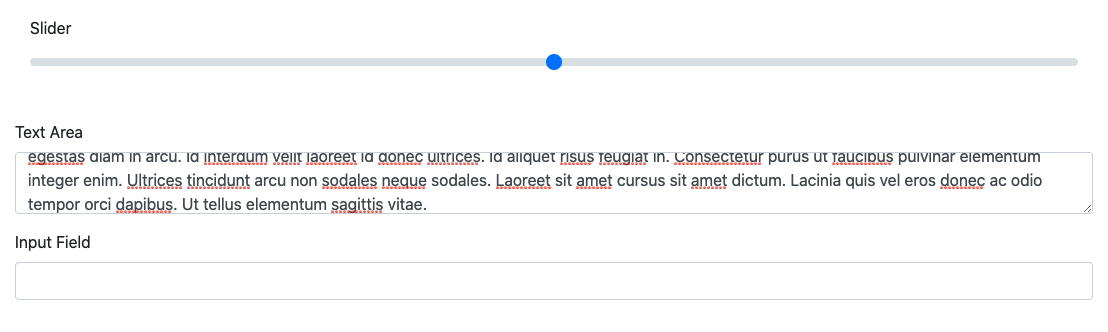 Slider
Text Area
egestas diam in arcu. Id interdum velit laoreet id donec ultrices. Id aliquet risus feugiat in. Consectetur purus ut faucibus pulvinar elementum
integer enim. Ultrices tincidunt arcu non sodales neque sodales. Laoreet sit amet cursus sit amet dictum. Lacinia quis vel eros donec ac odio
tempor orci dapibus. Ut tellus elementum sagittis vitae.
Input Field